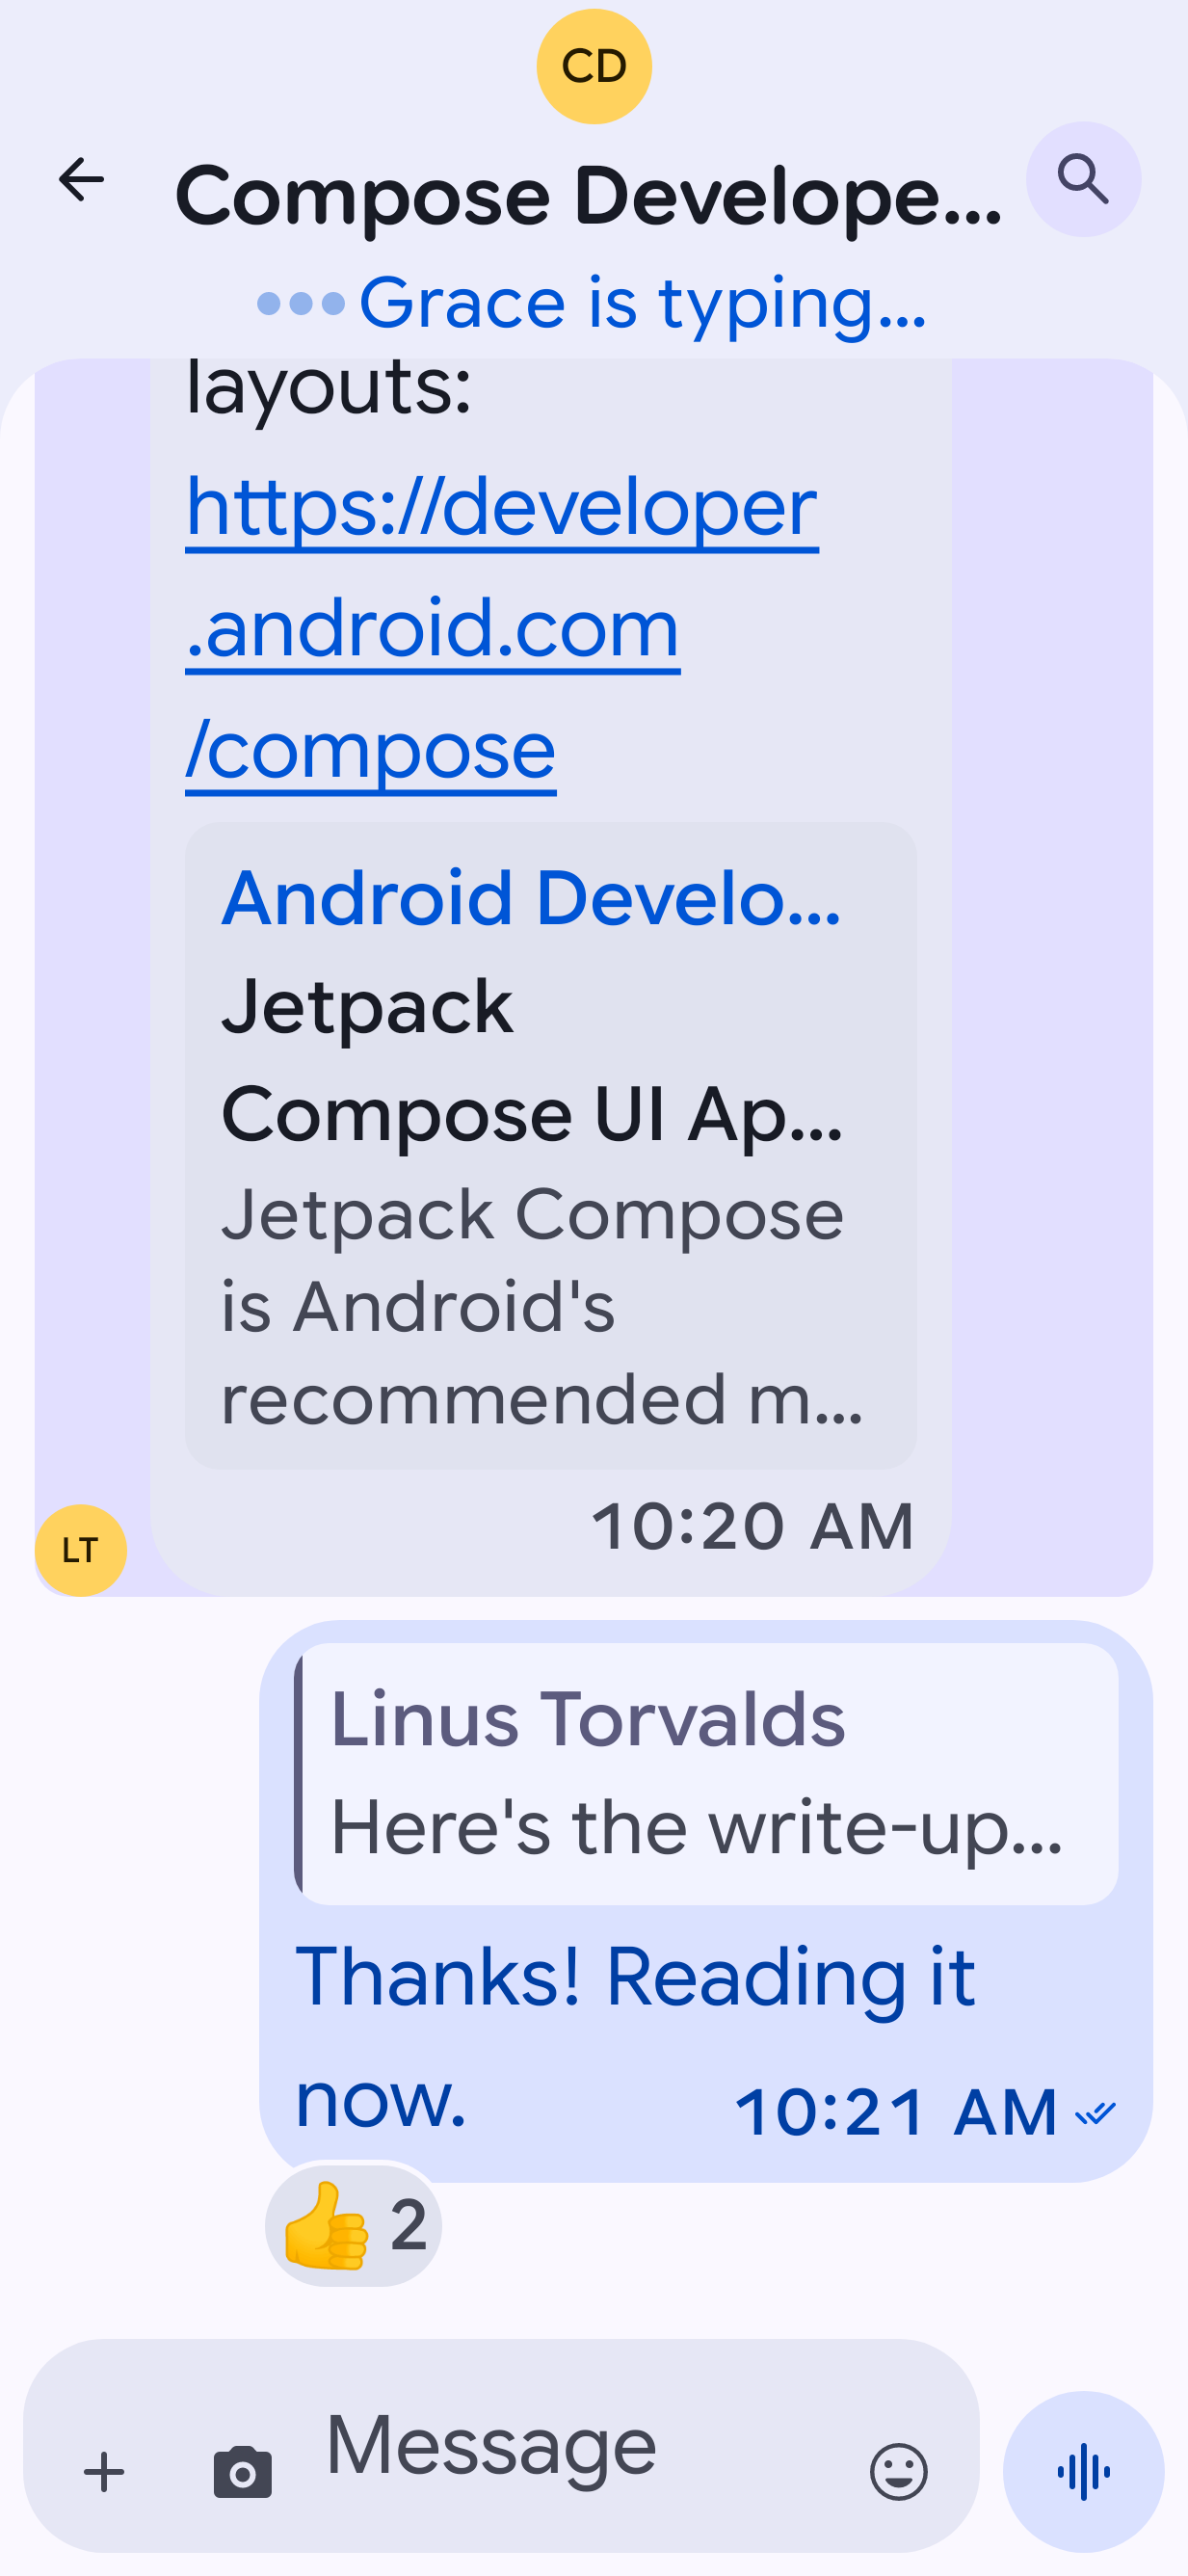 CD
Compose Develope...
Grace is typing...
layouts:
https://developer
.android.com
/compose
Android Develo...
Jetpack
Compose UI Ap...
Jetpack Compose
is Android's
recommended m...
10:20 AM
LT
Linus Torvalds
Here's the write-up...
Thanks! Reading it
now.
10:21 AM
👍 2
Message